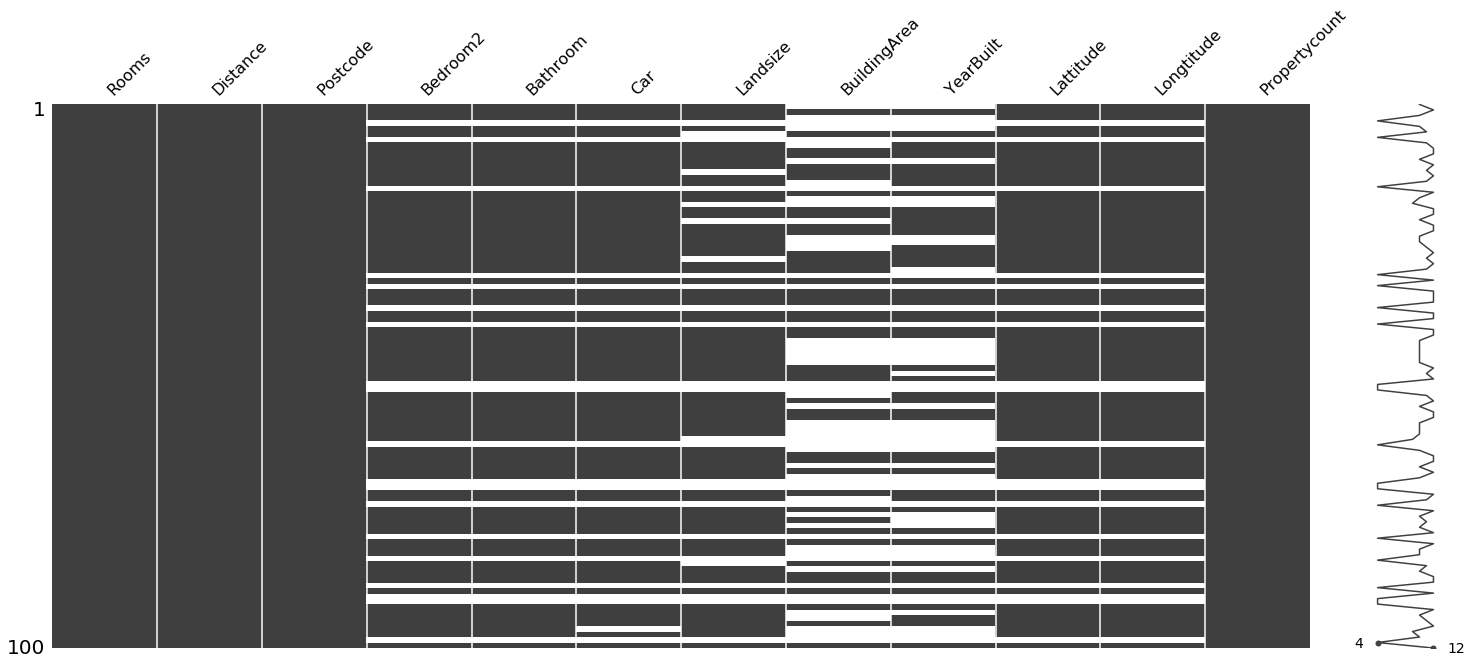 Rooms
Distance
Postcode
Bedroom2
Bathroom
Car
Landsize
BuildingArea
YearBuilt
Lattitude
Longtitude
Propertycount
1
100
4
12